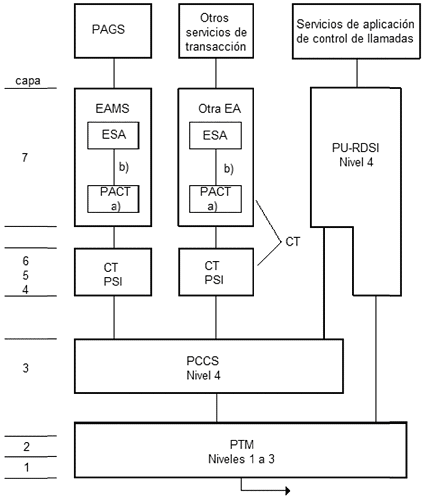 PAGS
Otros
servicios de
transacción
Servicios de aplicación
de control de llamadas
capa
7
EAMS
ESA
b)
PACT
a)
Otra EA
ESA
b)
PACT
a)
PU-RDSI
Nivel 4
CT
6
5
4
CT
PSI
CT
PSI
3
PCCS
Nivel 4
2
1
PTM
Niveles 1 a 3